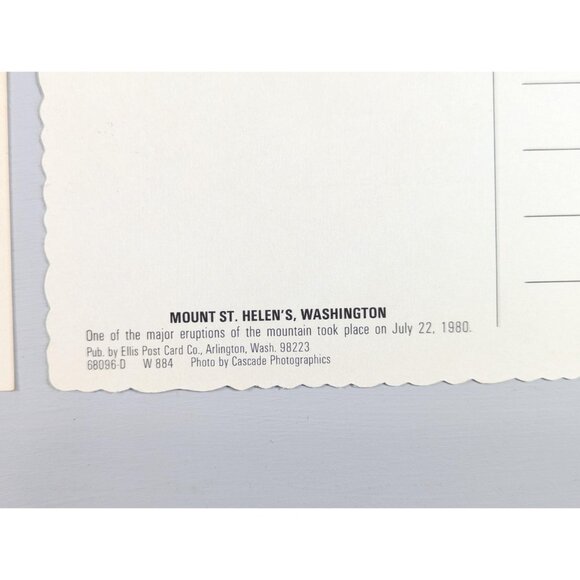 MOUNT ST. HELEN'S, WASHINGTON
One of the major eruptions of the mountain took place on July 22, 1980.
Pub. by Ellis Post Card Co., Arlington, Wash. 98223
68096-D W 884 Photo by Cascade Photographics